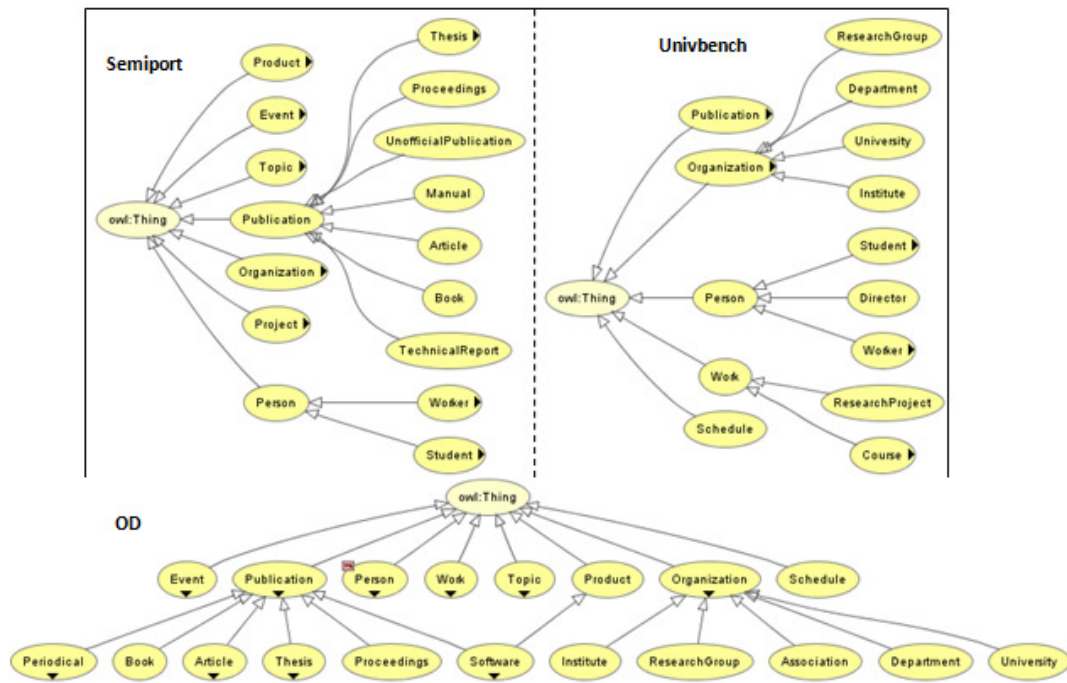 Semiport
Product
Event
Topic
owl:Thing
Publication
Organization
Project
Person
Thesis
Proceedings
UnofficialPublication
Manual
Article
Book
TechnicalReport
Worker
Student
Univbench
Publication
Organization
owl:Thing
Person
Work
Schedule
ResearchGroup
Department
University
Institute
Student
Director
Worker
ResearchProject
Course
OD
owl:Thing
Event
Publication
Person
Work
Topic
Product
Organization
Schedule
Periodical
Book
Article
Thesis
Proceedings
Software
Institute
ResearchGroup
Association
Department
University